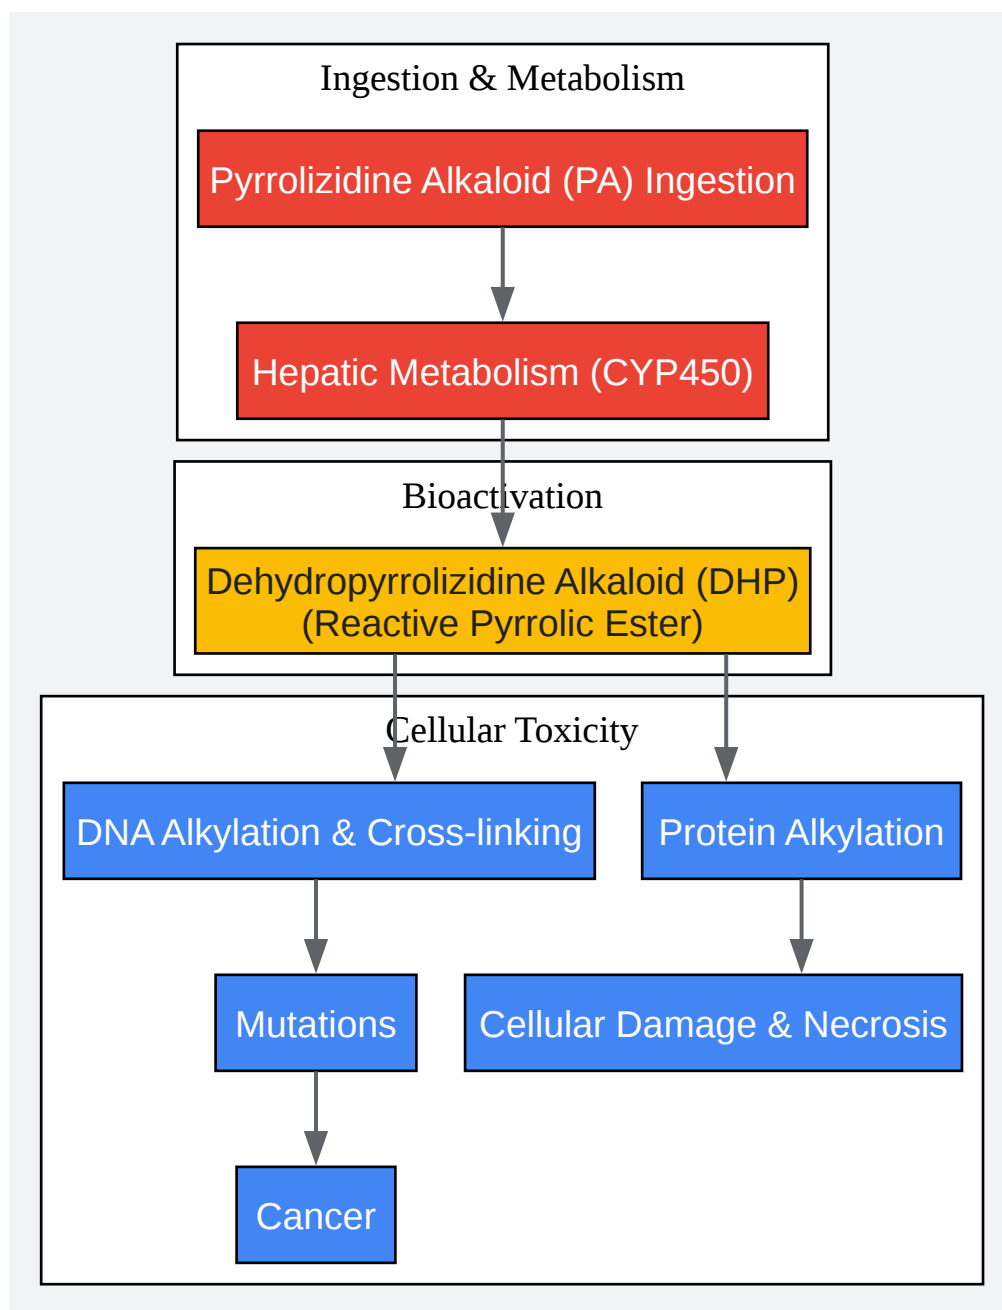 Ingestion & Metabolism
Pyrrolizidine Alkaloid (PA) Ingestion
Hepatic Metabolism (CYP450)
Bioactivation
Dehydropyrrolizidine Alkaloid (DHP)
(Reactive Pyrrolic Ester)
Cellular Toxicity
DNA Alkylation & Cross-linking
Protein Alkylation
Mutations
Cellular Damage & Necrosis
Cancer